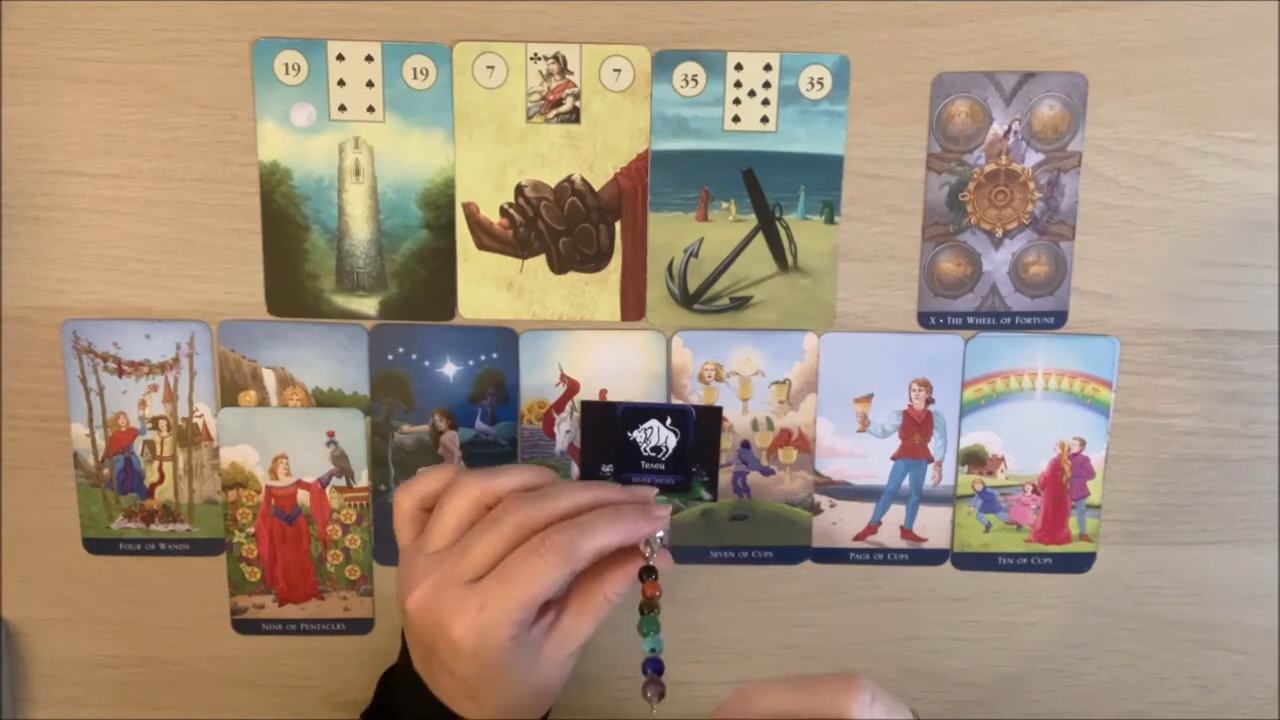 19 19
7 7
35 35
X • THE WHEEL OF FORTUNE
Телец
FOUR OF WANDS
SEVEN OF CUPS
PAGE OF CUPS
TEN OF CUPS
NINE OF PENTACLES